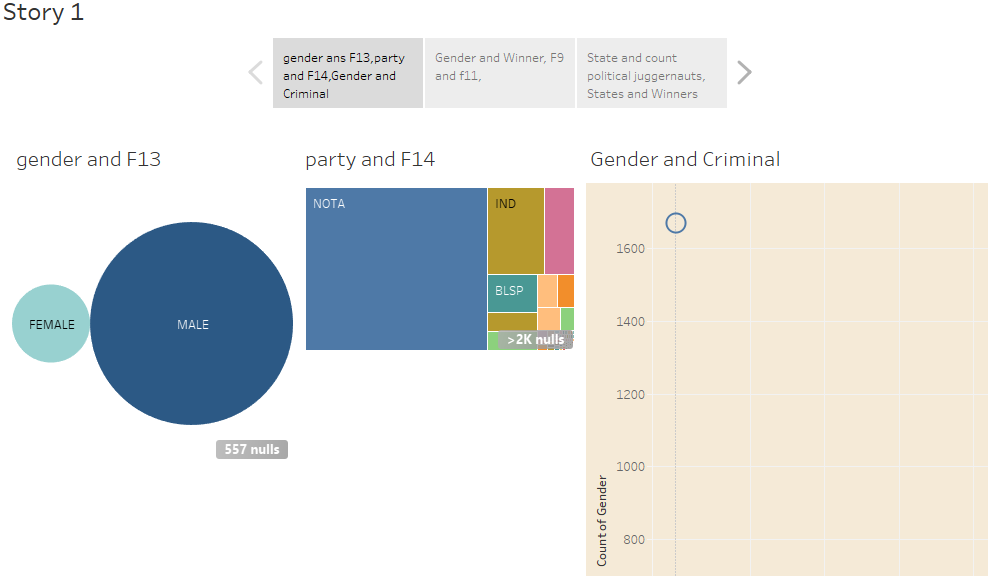 Story 1
gender ans F13,party
and F14,Gender and
Criminal
Gender and Winner, F9
and f11,
State and count
political juggernauts,
States and Winners
gender and F13
party and F14
Gender and Criminal
FEMALE
MALE
557 nulls
NOTA
IND
BLSP
>2K nulls
1600
1400
1200
1000
800
Count of Gender